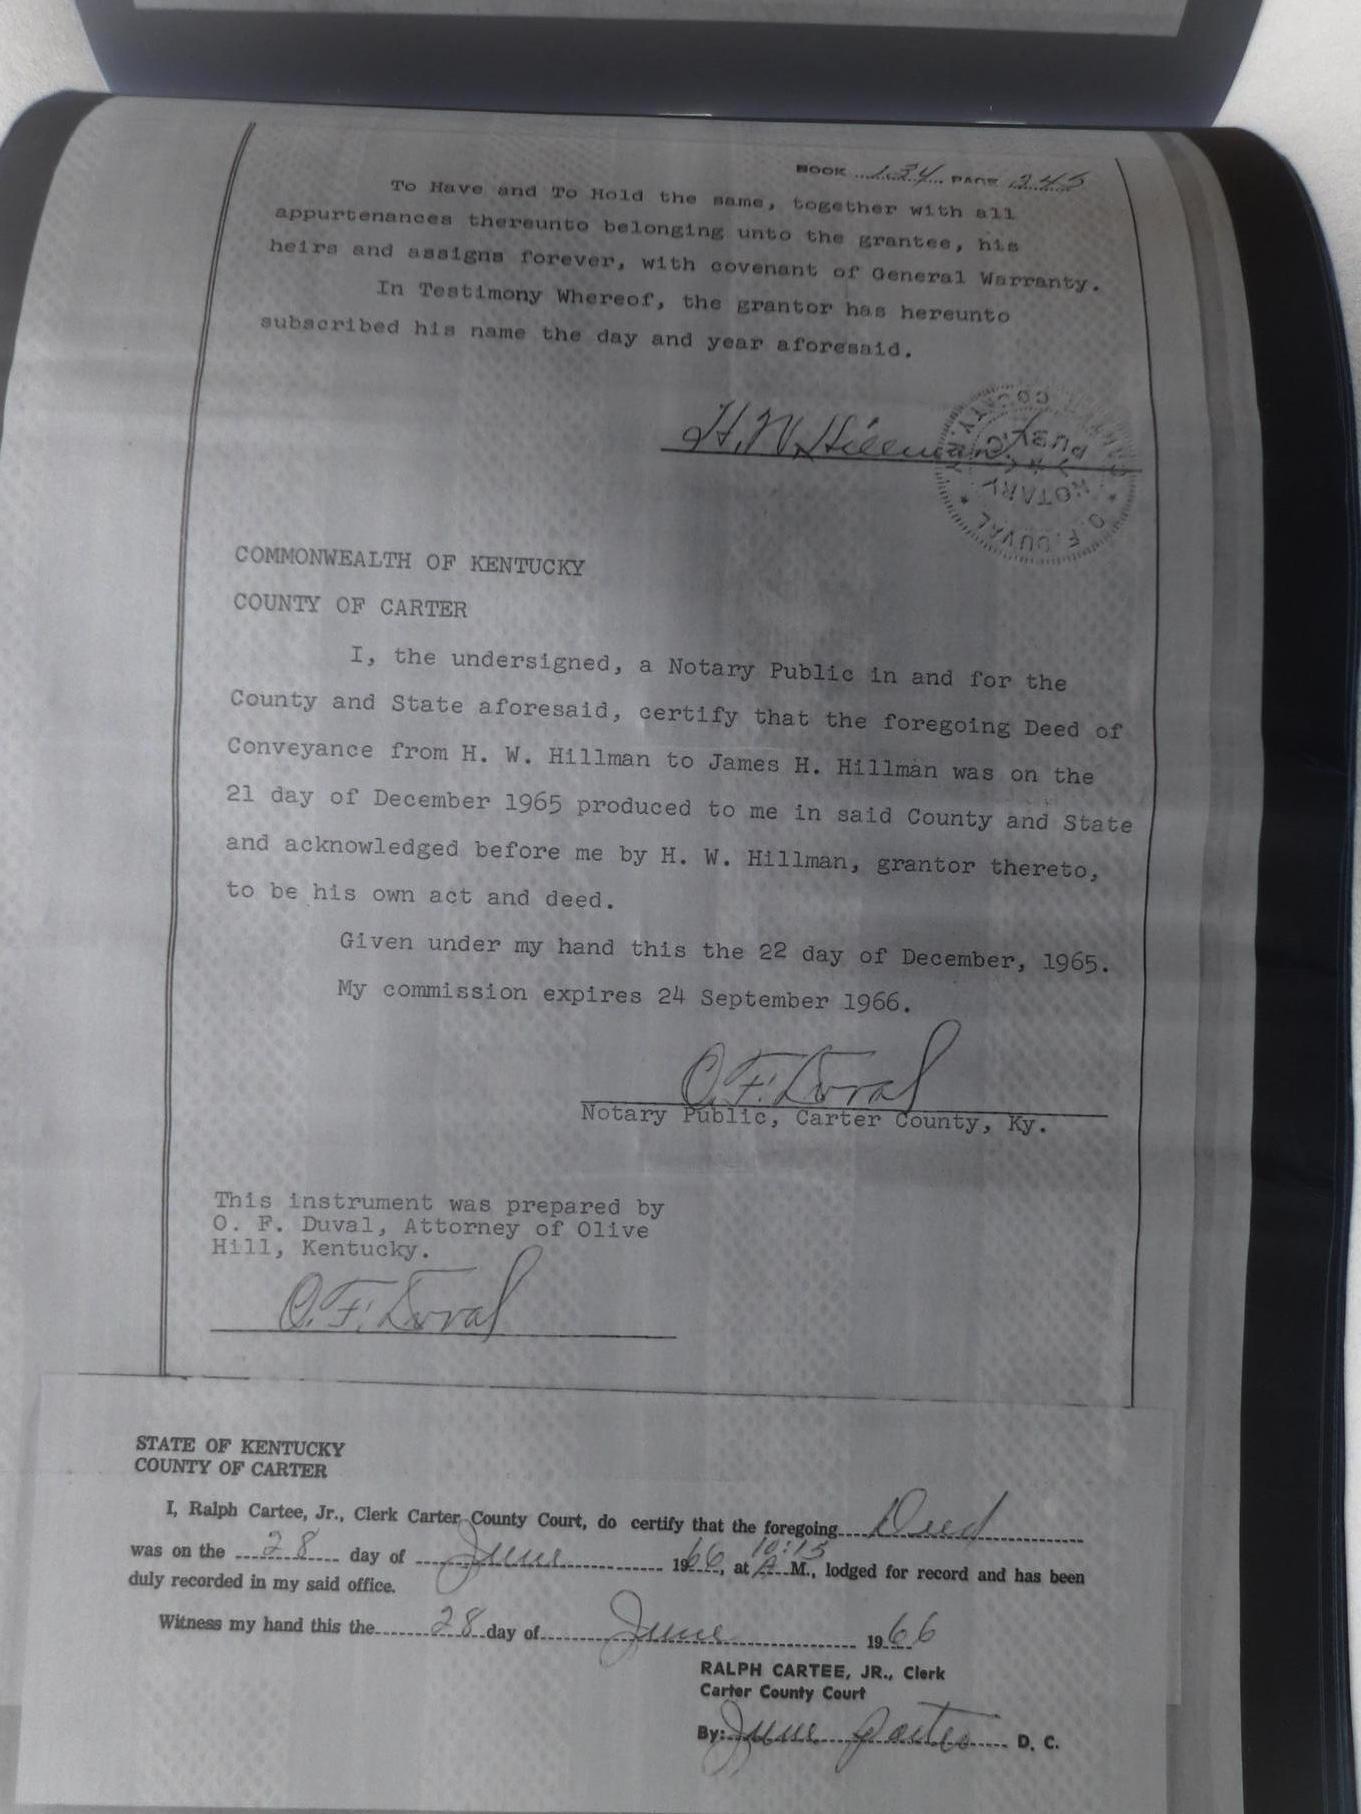 BOOK 134 PAGE 245
To Have and To Hold the same, together with all
appurtenances thereunto belonging unto the grantee, his
heirs and assigns forever, with covenant of General Warranty.
In Testimony Whereof, the grantor has hereunto
subscribed his name the day and year aforesaid.
H. W. Hillman
O. F. DUVAL
NOTARY
COMMONWEALTH OF KENTUCKY
COUNTY OF CARTER
I, the undersigned, a Notary Public in and for the
County and State aforesaid, certify that the foregoing Deed of
Conveyance from H. W. Hillman to James H. Hillman was on the
21 day of December 1965 produced to me in said County and State
and acknowledged before me by H. W. Hillman, grantor thereto,
to be his own act and deed.
Given under my hand this the 22 day of December, 1965.
My commission expires 24 September 1966.
O. F. Duval
Notary Public, Carter County, Ky.
This instrument was prepared by
O. F. Duval, Attorney of Olive
Hill, Kentucky.
O. F. Duval
STATE OF KENTUCKY
COUNTY OF CARTER
I, Ralph Cartee, Jr., Clerk Carter County Court, do certify that the foregoing Deed
was on the 28 day of June 1966, at 10:15 A M., lodged for record and has been
duly recorded in my said office.
Witness my hand this the 28 day of June 1966
RALPH CARTEE, JR., Clerk
Carter County Court
By: June D. C.